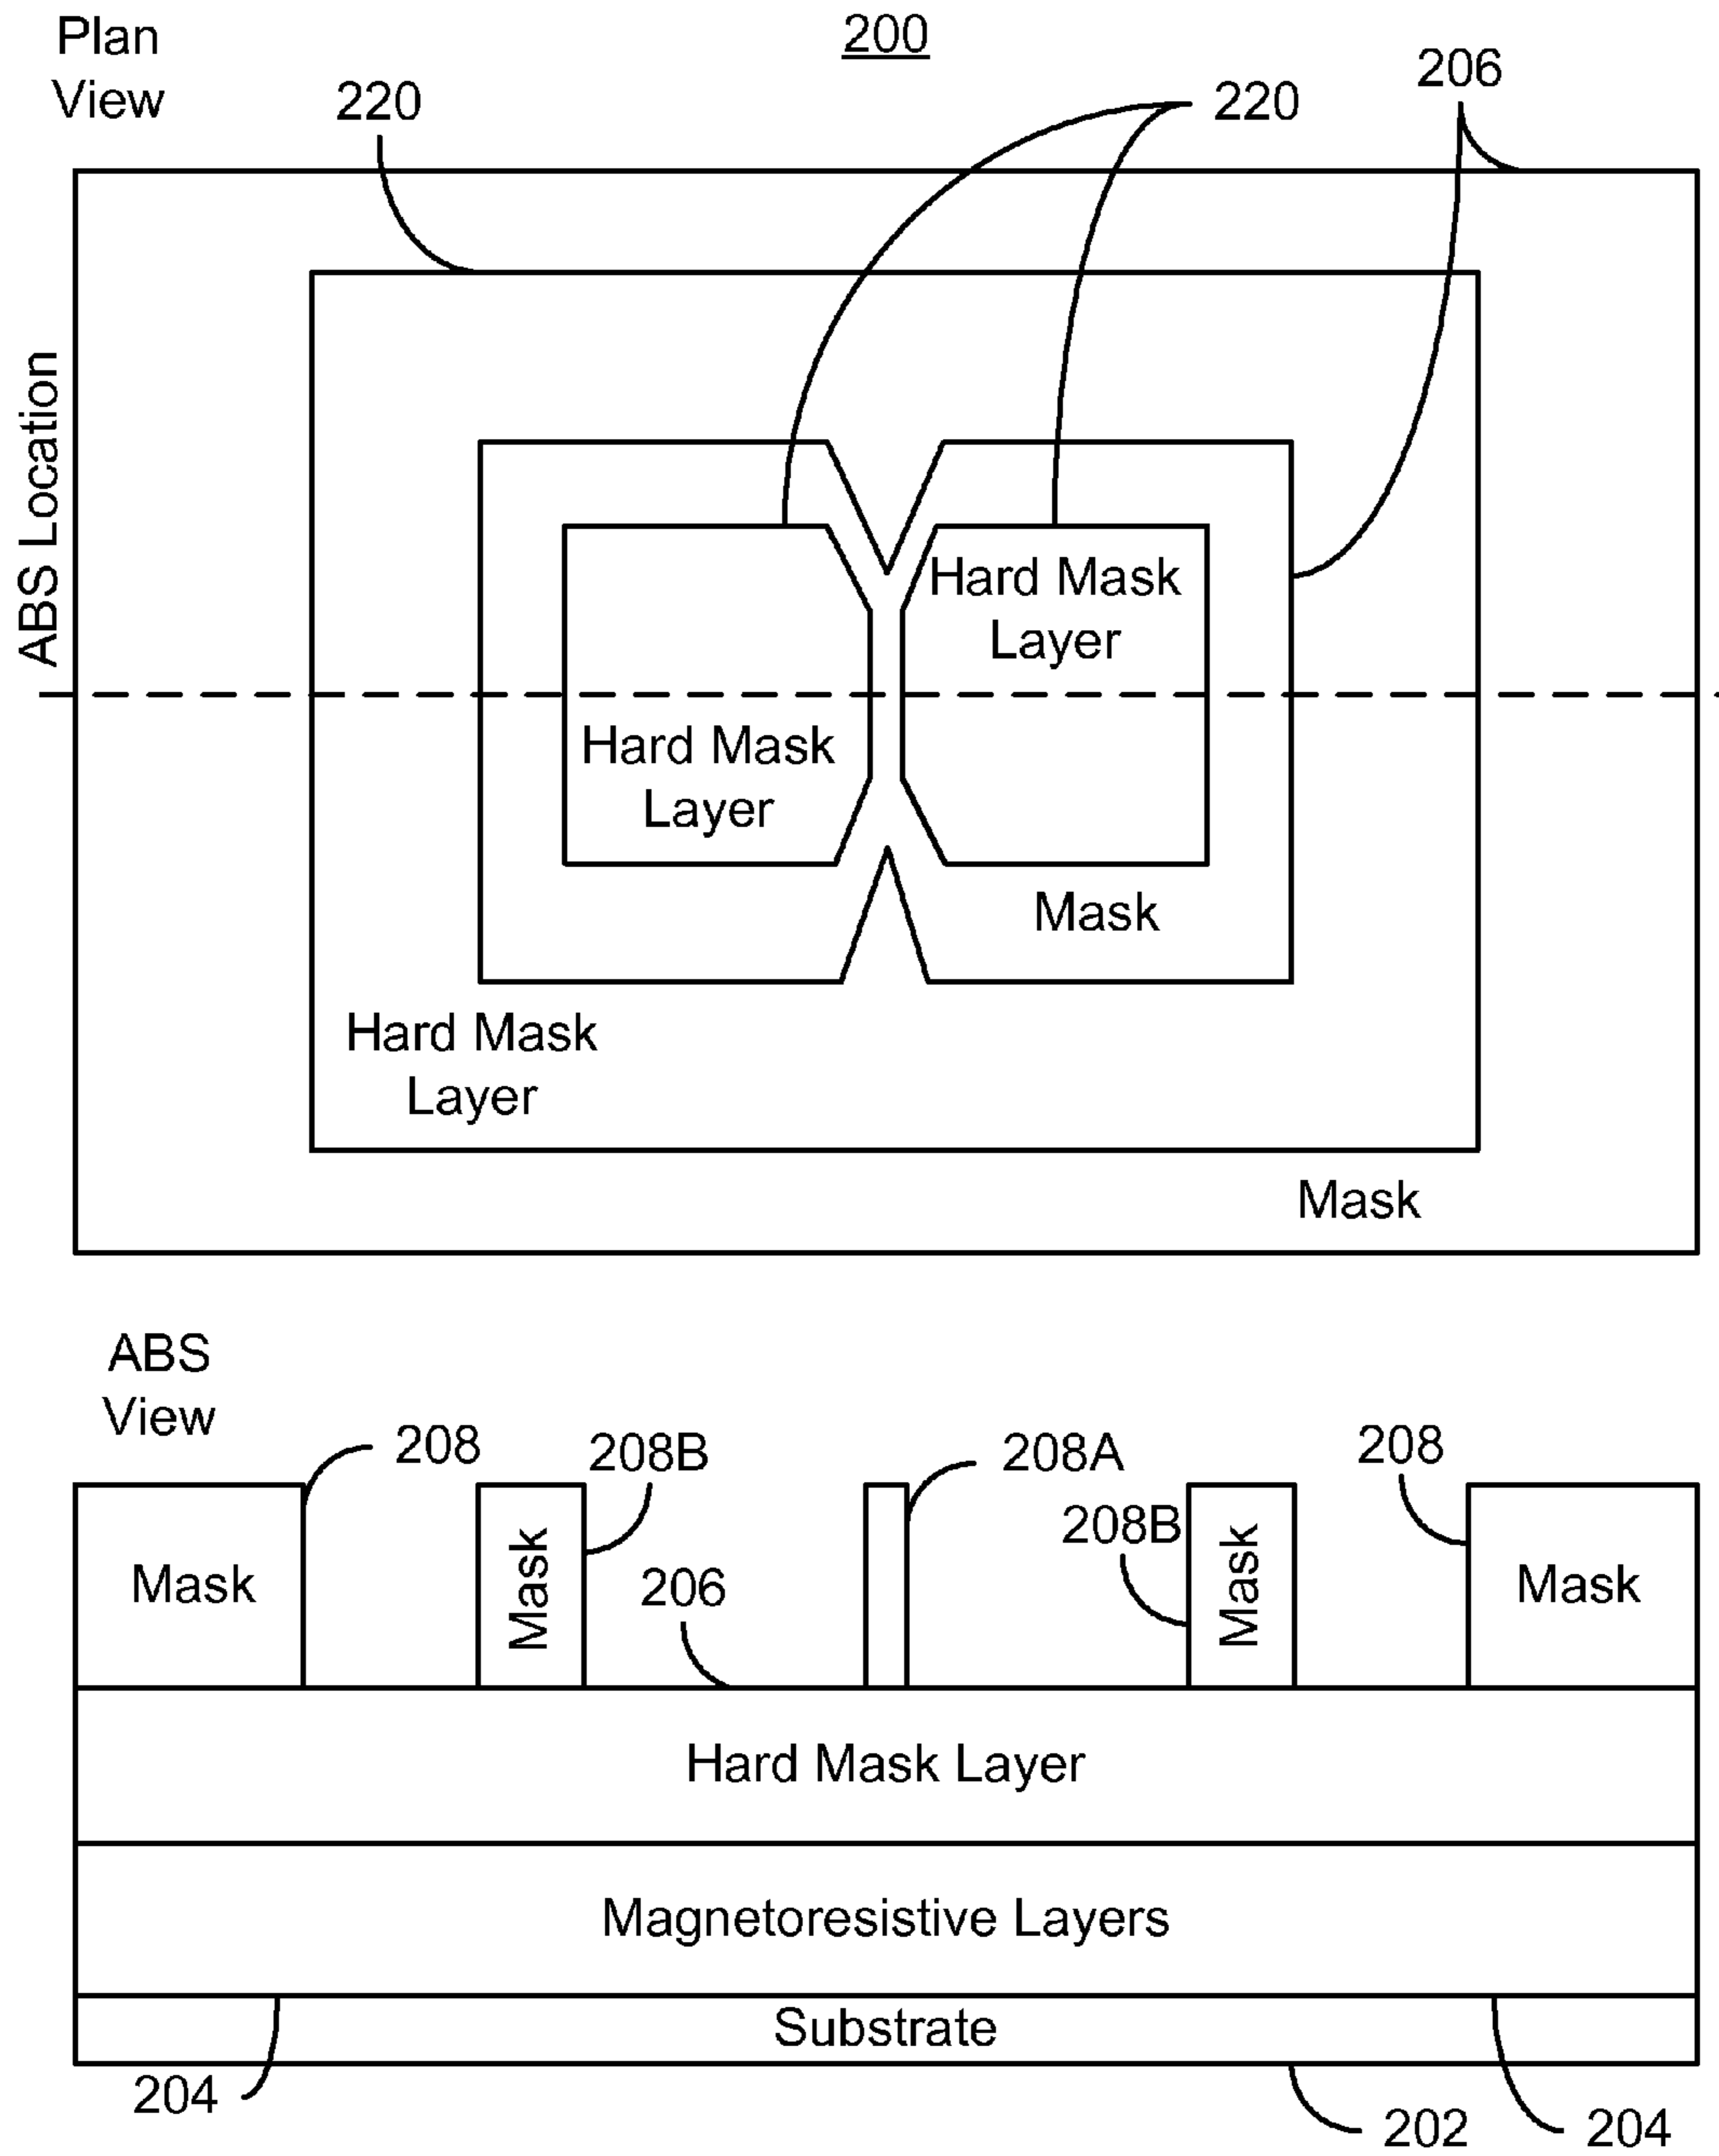 Plan
View
200
220
220
206
ABS Location
Hard Mask
Layer
Hard Mask
Layer
Mask
Hard Mask
Layer
Mask
ABS
View
208
208B
208A
208
208B
Mask
Mask
206
Mask
Mask
Hard Mask Layer
Magnetoresistive Layers
Substrate
204
202
204